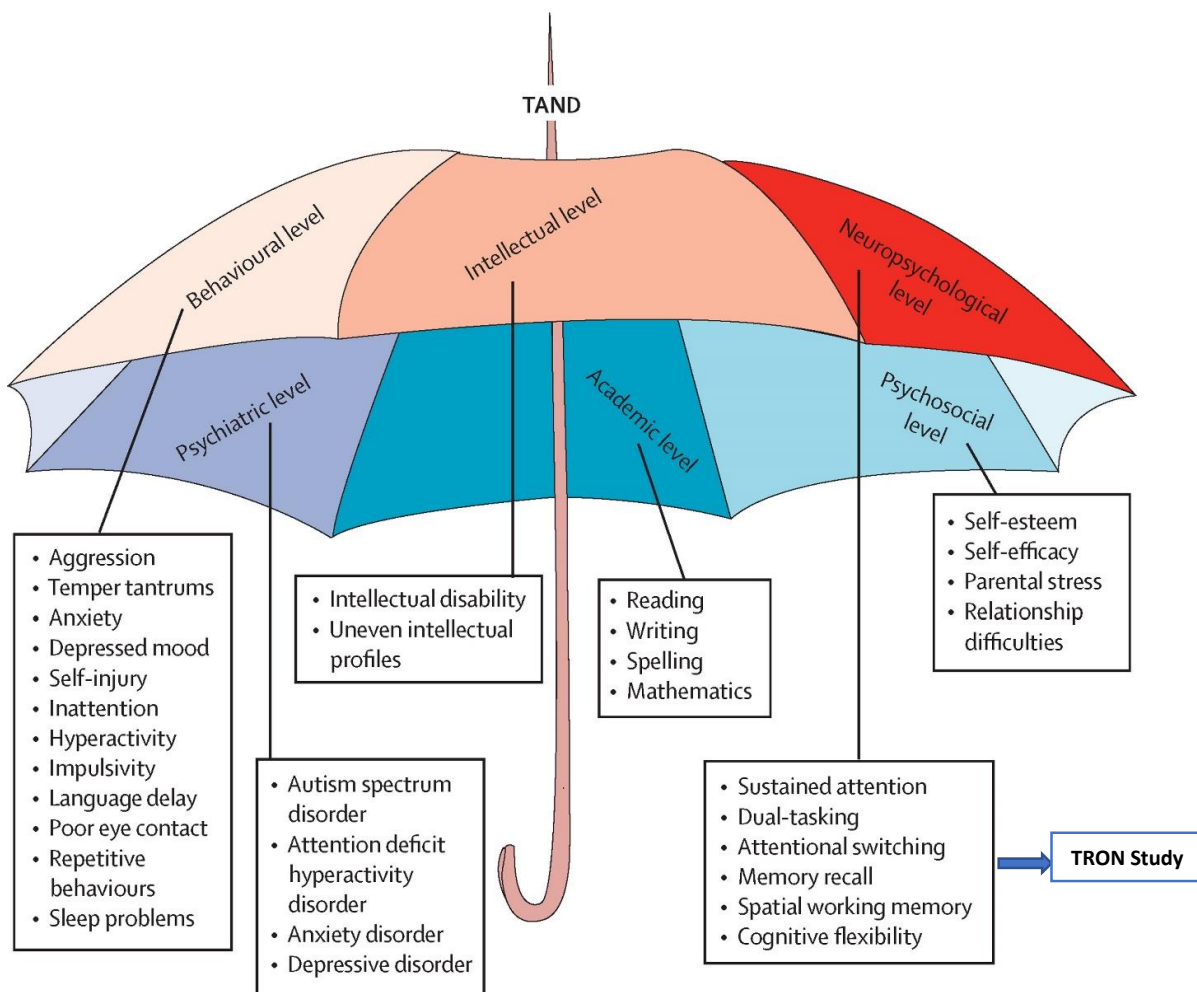 TAND
Behavioural level
Intellectual level
Neuropsychological
level
Psychiatric level
Academic level
Psychosocial
level
• Aggression
• Temper tantrums
• Anxiety
• Depressed mood
• Self-injury
• Inattention
• Hyperactivity
• Impulsivity
• Language delay
• Poor eye contact
• Repetitive
behaviours
• Sleep problems
• Autism spectrum
disorder
• Attention deficit
hyperactivity
disorder
• Anxiety disorder
• Depressive disorder
• Intellectual disability
• Uneven intellectual
profiles
• Reading
• Writing
• Spelling
• Mathematics
• Self-esteem
• Self-efficacy
• Parental stress
• Relationship
difficulties
• Sustained attention
• Dual-tasking
• Attentional switching
• Memory recall
• Spatial working memory
• Cognitive flexibility
TRON Study